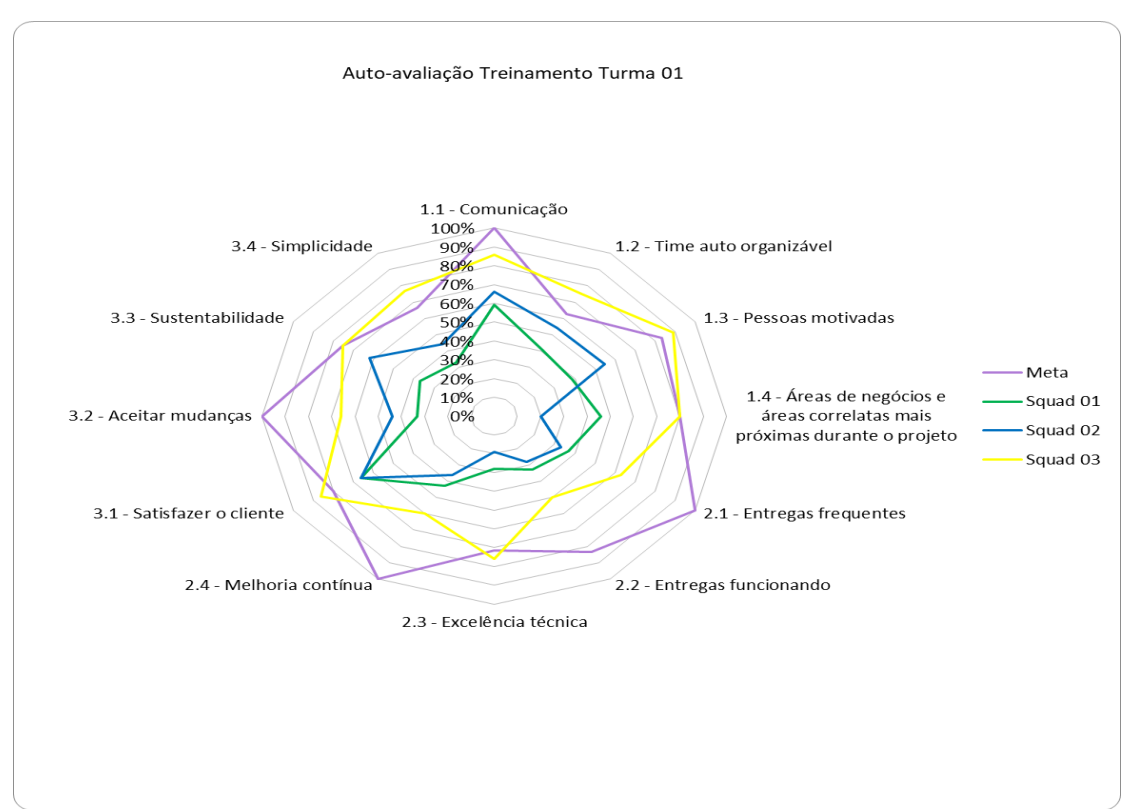 Auto-avaliação Treinamento Turma 01
1.1 - Comunicação
1.2 - Time auto organizável
1.3 - Pessoas motivadas
1.4 - Áreas de negócios e
áreas correlatas mais
próximas durante o projeto
2.1 - Entregas frequentes
2.2 - Entregas funcionando
2.3 - Excelência técnica
2.4 - Melhoria contínua
3.1 - Satisfazer o cliente
3.2 - Aceitar mudanças
3.3 - Sustentabilidade
3.4 - Simplicidade
100%
90%
80%
70%
60%
50%
40%
30%
20%
10%
0%
Meta
Squad 01
Squad 02
Squad 03